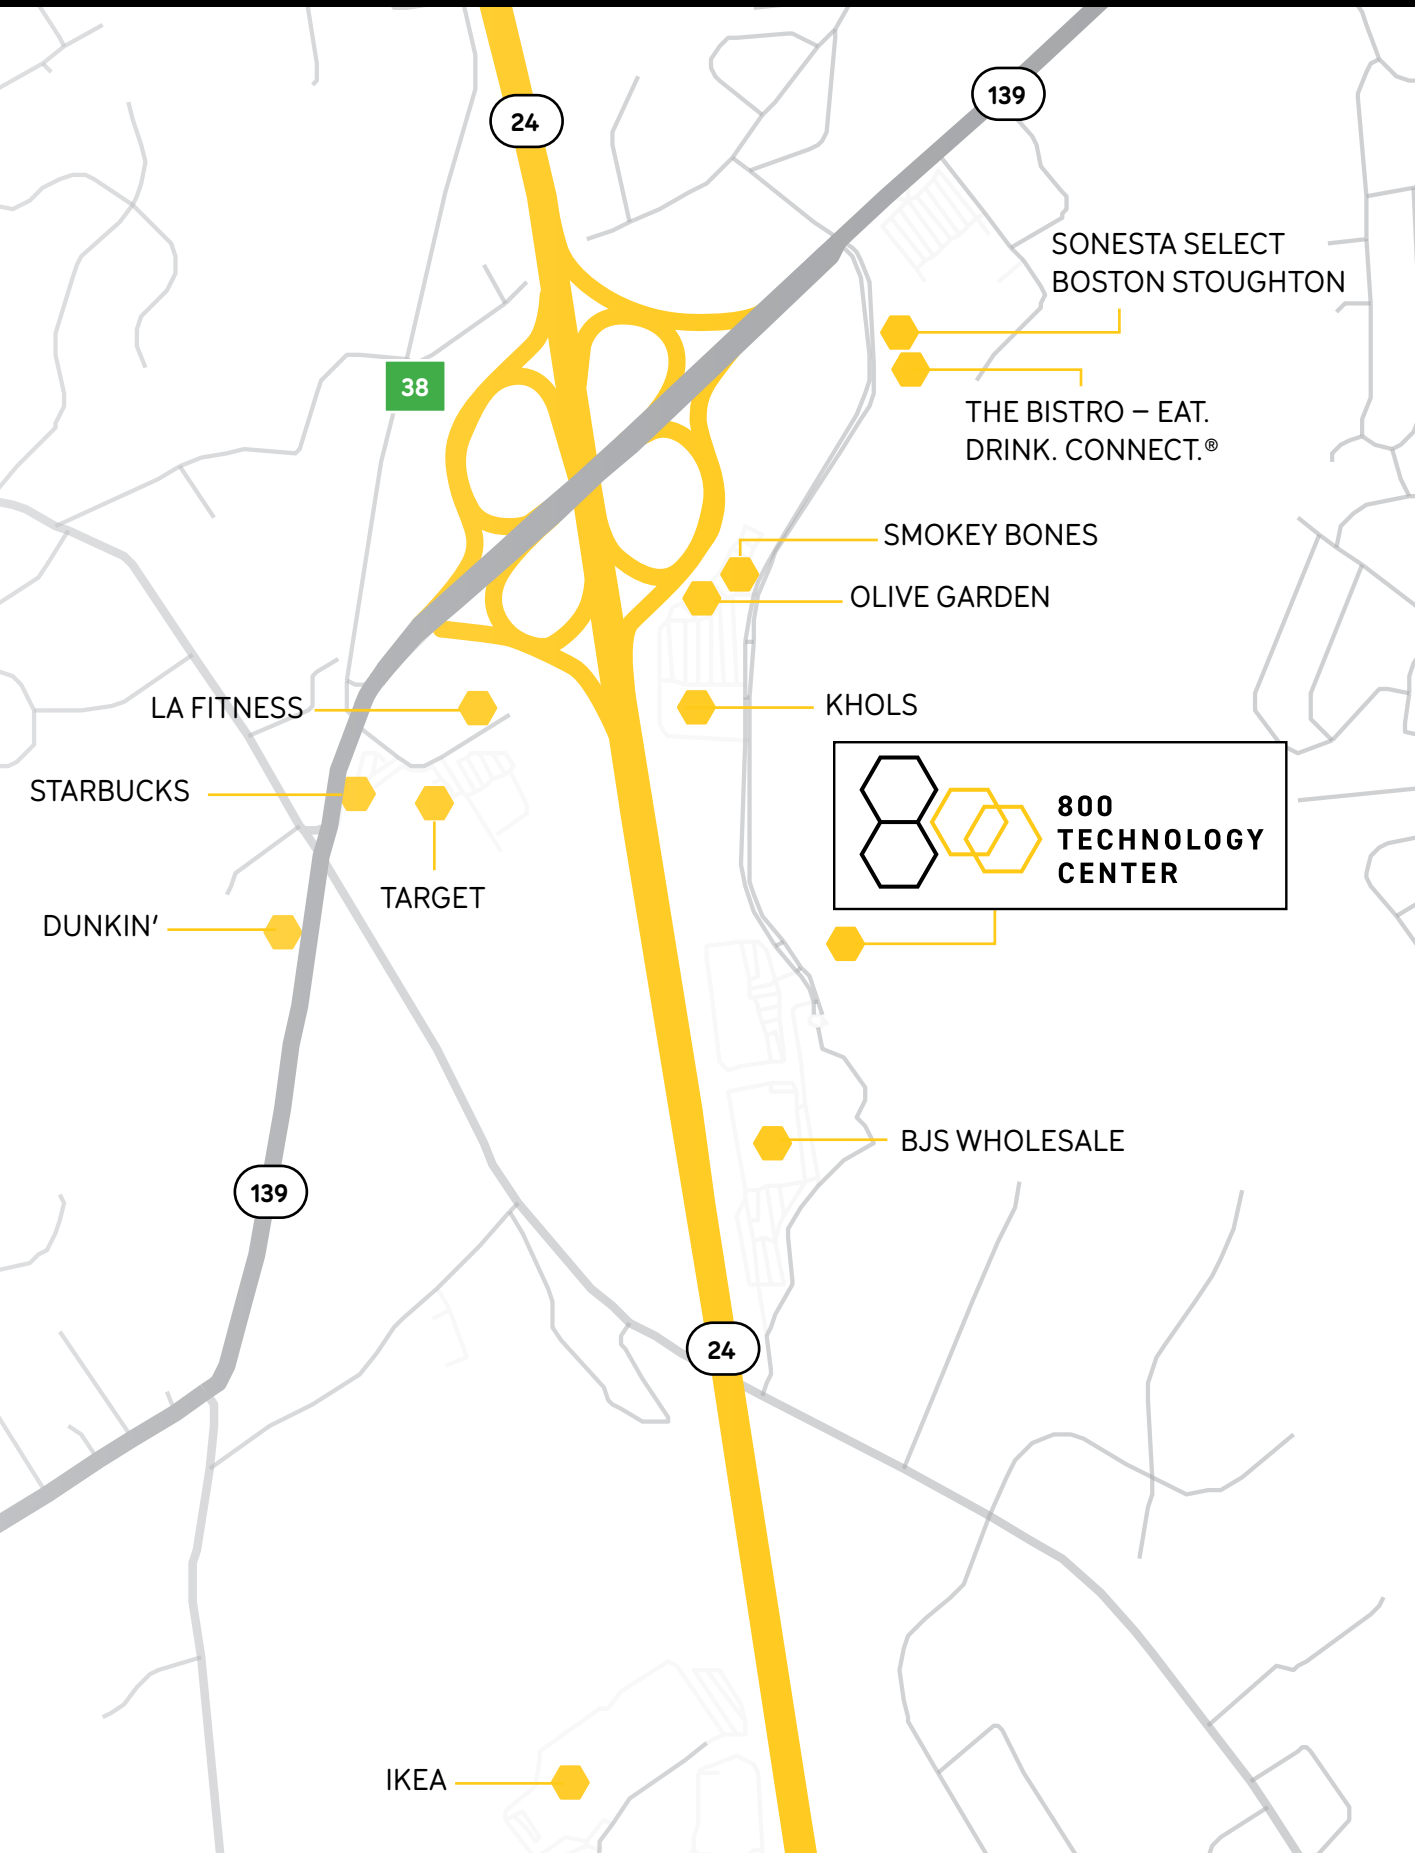 139
24
SONESTA SELECT
BOSTON STOUGHTON
38
THE BISTRO – EAT.
DRINK. CONNECT.®
SMOKEY BONES
OLIVE GARDEN
LA FITNESS
KHOLS
STARBUCKS
800
TECHNOLOGY
CENTER
TARGET
DUNKIN'
BJS WHOLESALE
139
24
IKEA